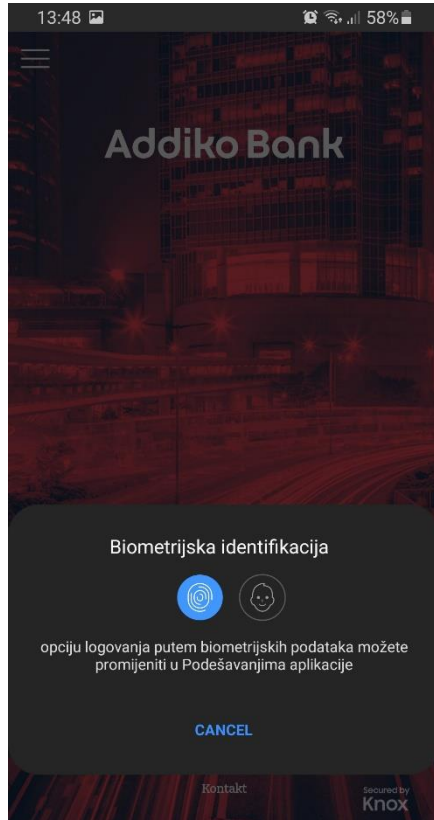 13:48
58%
Addiko Bank
Biometrijska identifikacija
opciju logovanja putem biometrijskih podataka možete
promijeniti u Podešavanjima aplikacije
CANCEL
Kontakt
Secured by
Knox